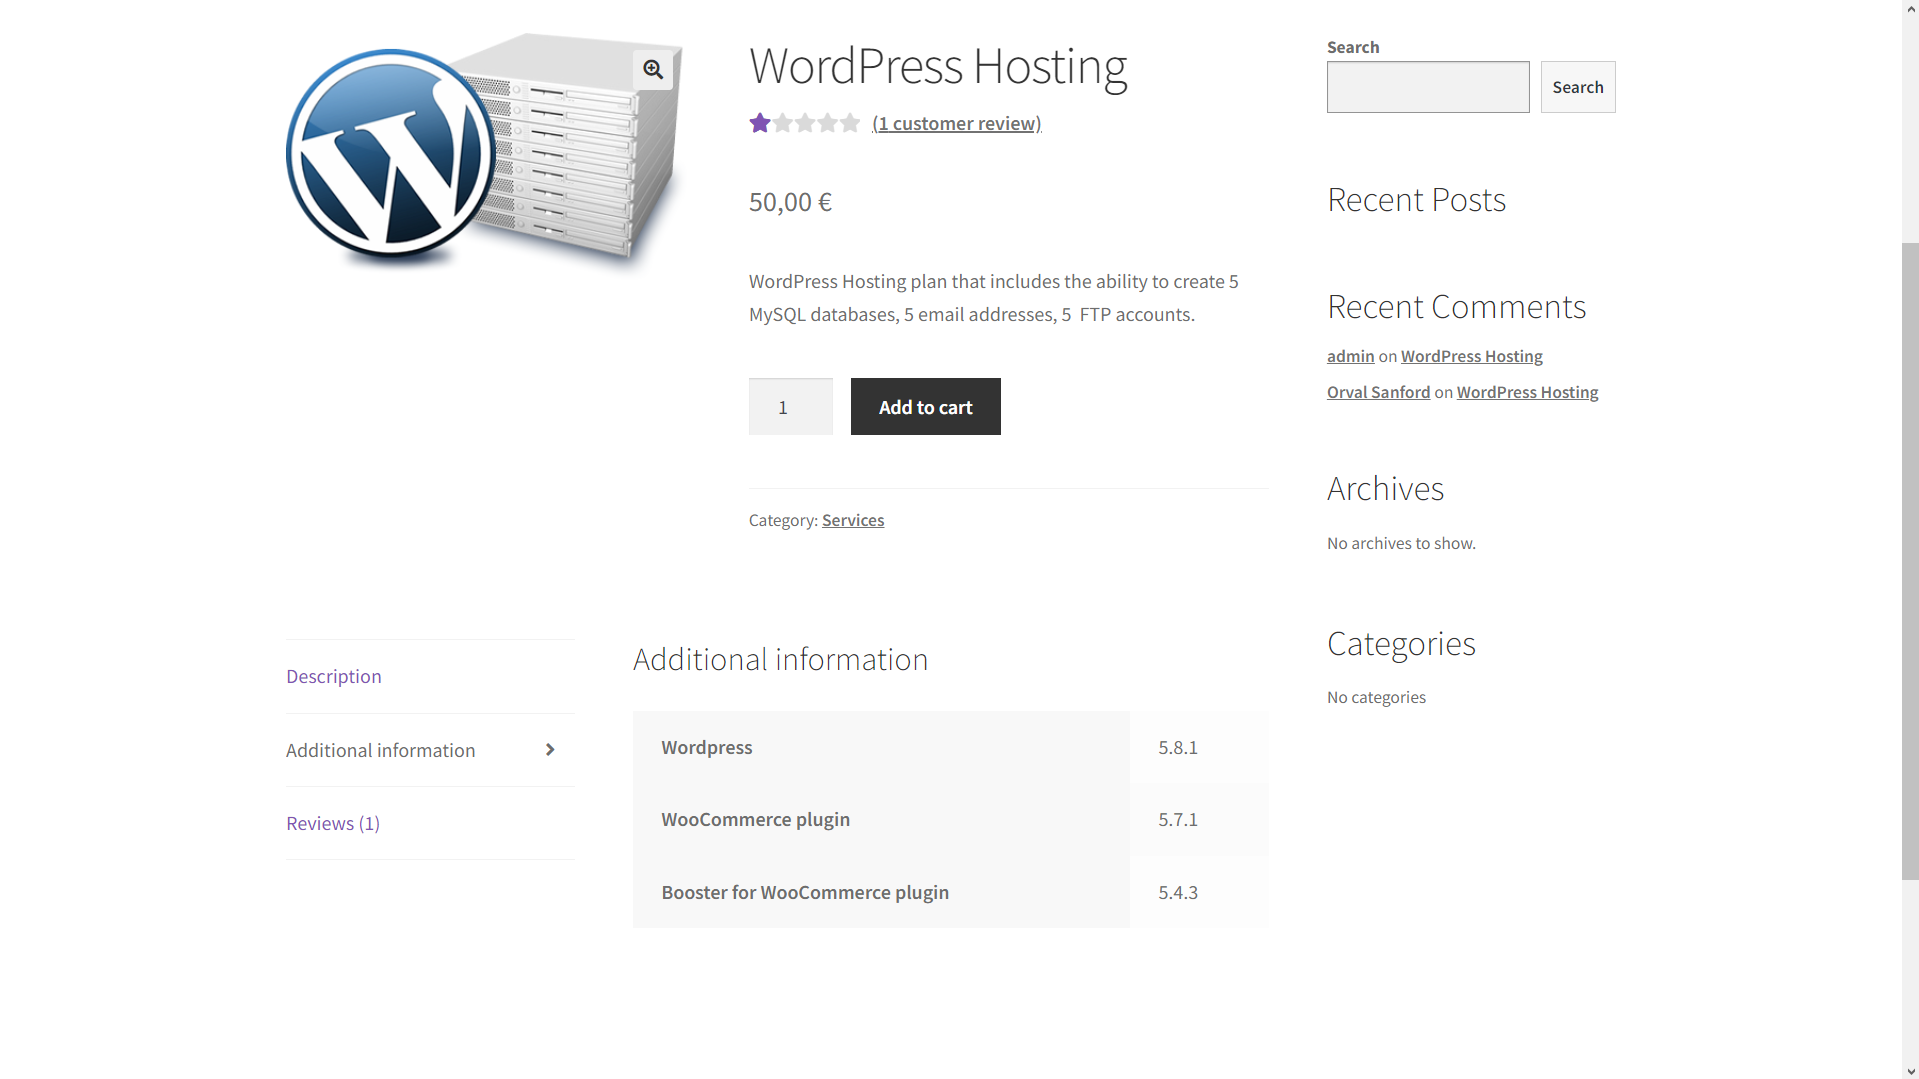 WordPress Hosting
(1 customer review)
50,00 €
WordPress Hosting plan that includes the ability to create 5
MySQL databases, 5 email addresses, 5  FTP accounts.
1
Add to cart
Category: Services
Search
Search
Recent Posts
Recent Comments
admin on WordPress Hosting
Orval Sanford on WordPress Hosting
Archives
No archives to show.
Categories
No categories
Description
Additional information
Reviews (1)
Additional information
Wordpress 5.8.1
WooCommerce plugin 5.7.1
Booster for WooCommerce plugin 5.4.3